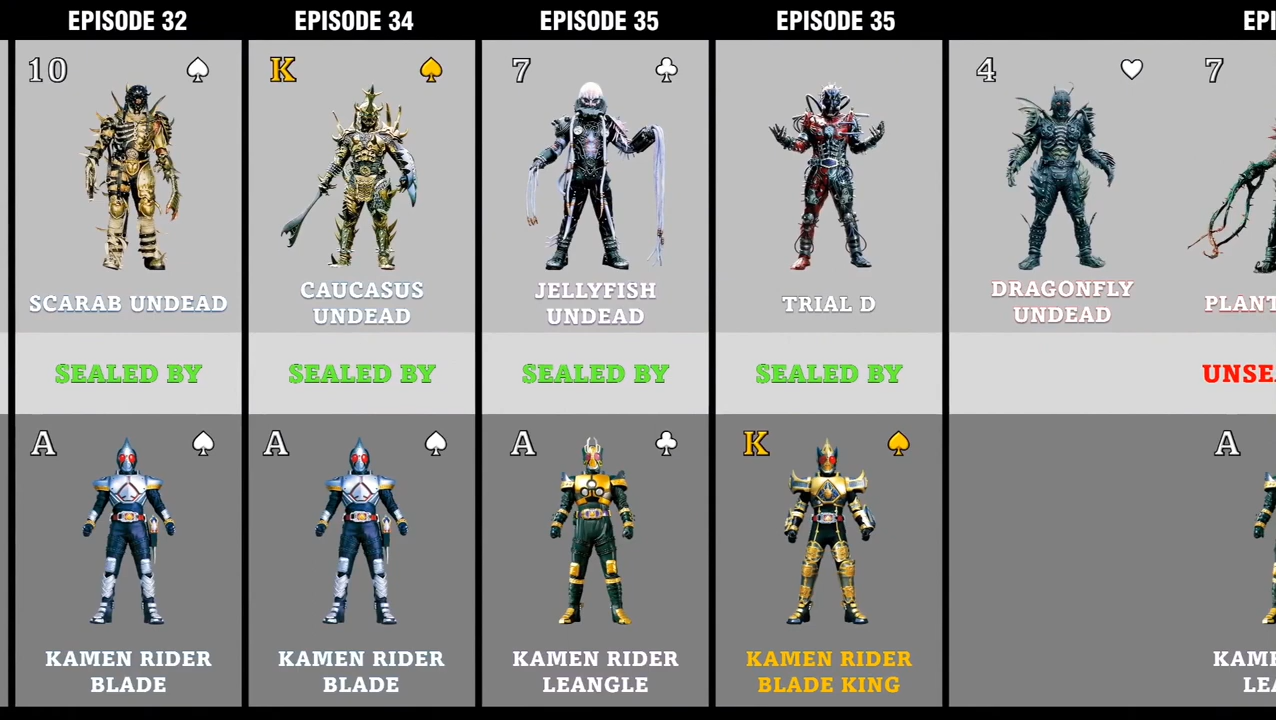 EPISODE 32
EPISODE 34
EPISODE 35
EPISODE 35
10
K
7
4
7
SCARAB UNDEAD
CAUCASUS
UNDEAD
JELLYFISH
UNDEAD
TRIAL D
DRAGONFLY
UNDEAD
PLANT
SEALED BY
SEALED BY
SEALED BY
SEALED BY
A
A
A
K
A
KAMEN RIDER
BLADE
KAMEN RIDER
BLADE
KAMEN RIDER
LEANGLE
KAMEN RIDER
BLADE KING